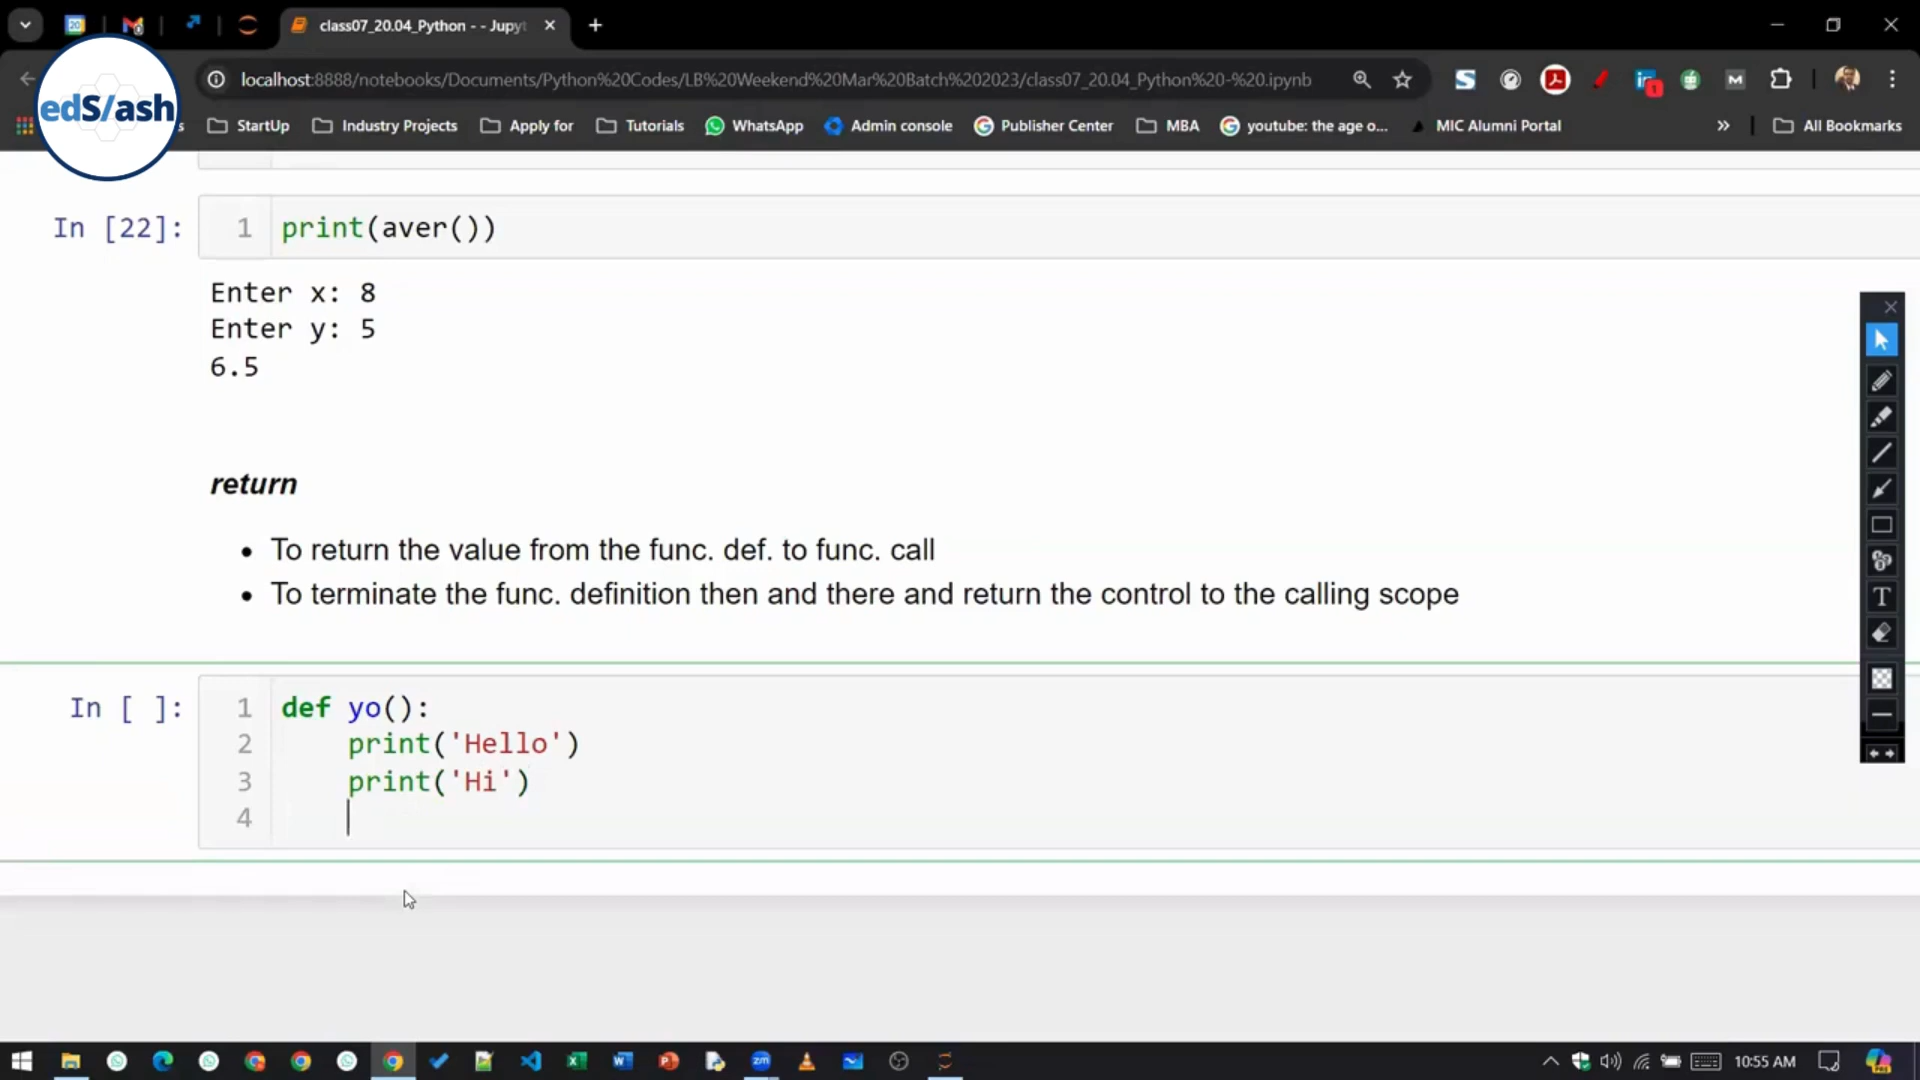 class07_20.04_Python - - Jupyt
localhost:8888/notebooks/Documents/Python%20Codes/LB%20Weekend%20Mar%20Batch%202023/class07_20.04_Python%20-%20.ipynb
edS/ash
StartUp
Industry Projects
Apply for
Tutorials
WhatsApp
Admin console
Publisher Center
MBA
youtube: the age o...
MIC Alumni Portal
»
All Bookmarks
In [22]:
1 print(aver())
Enter x: 8
Enter y: 5
6.5
return
• To return the value from the func. def. to func. call
• To terminate the func. definition then and there and return the control to the calling scope
In [ ]:
1 def yo():
2 print('Hello')
3 print('Hi')
4
T
10:55 AM